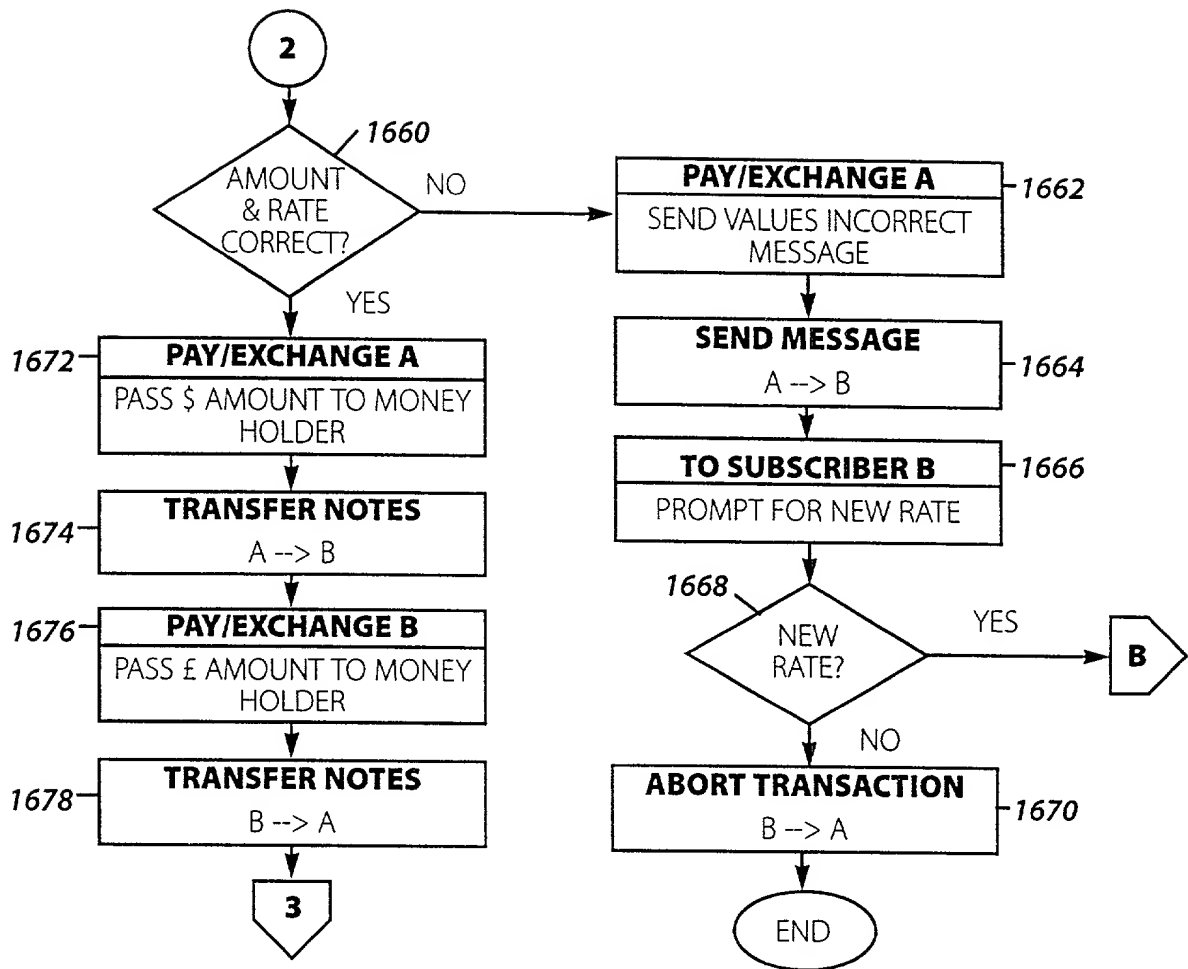 2
1660
AMOUNT
& RATE
CORRECT?
NO
YES
1672
PAY/EXCHANGE A
PASS $ AMOUNT TO MONEY
HOLDER
1674
TRANSFER NOTES
A --> B
1676
PAY/EXCHANGE B
PASS £ AMOUNT TO MONEY
HOLDER
1678
TRANSFER NOTES
B --> A
3
PAY/EXCHANGE A
1662
SEND VALUES INCORRECT
MESSAGE
SEND MESSAGE
1664
A --> B
TO SUBSCRIBER B
1666
PROMPT FOR NEW RATE
1668
NEW
RATE?
YES
B
NO
ABORT TRANSACTION
1670
B --> A
END